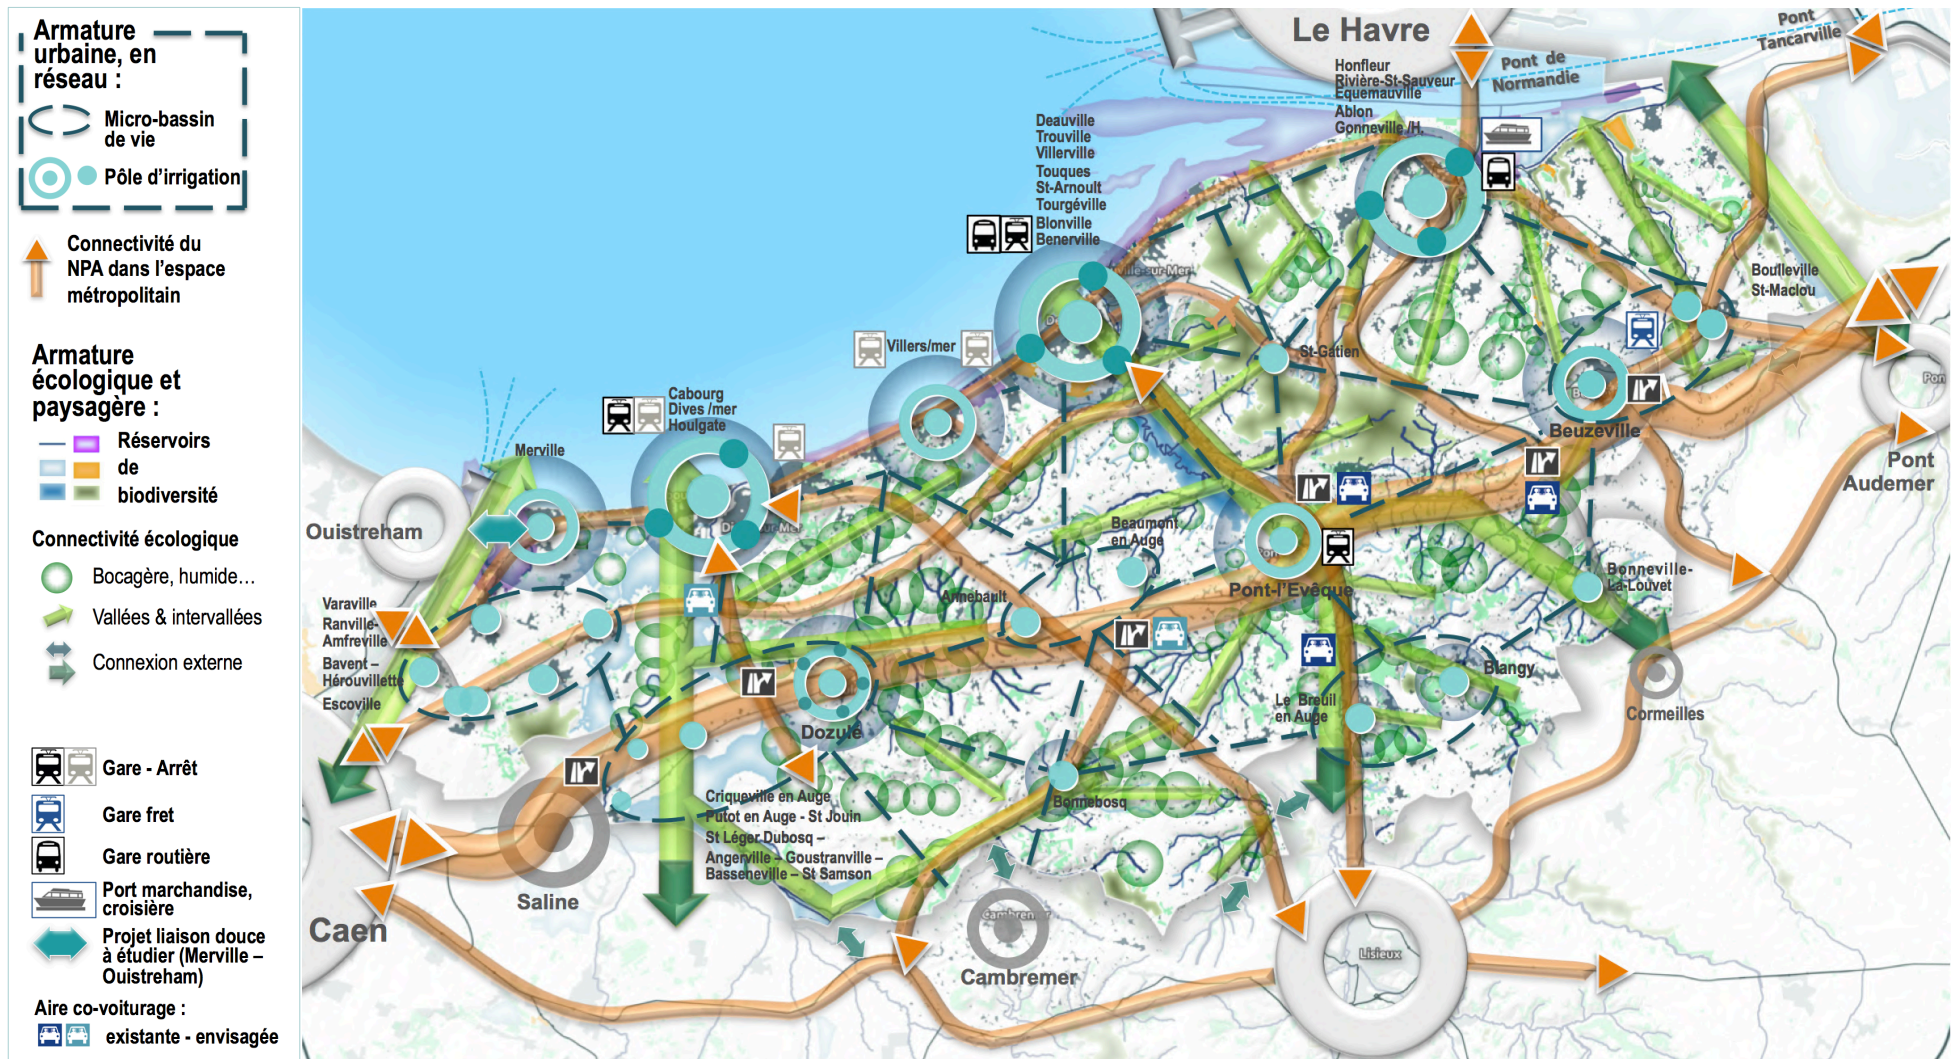 Armature
urbaine, en
réseau :
Micro-bassin
de vie
Pôle d'irrigation
Connectivité du
NPA dans l'espace
métropolitain
Armature
écologique et
paysagère :
Réservoirs
de
biodiversité
Connectivité écologique
Bocagère, humide…
Vallées & intervallées
Connexion externe
Gare - Arrêt
Gare fret
Gare routière
Port marchandise,
croisière
Projet liaison douce
à étudier (Merville –
Ouistreham)
Aire co-voiturage :
existante - envisagée
Le Havre
Pont
Tancarville
Pont de
Normandie
Honfleur
Rivière-St-Sauveur
Equemauville
Ablon
Gonneville /H.
Deauville
Trouville
Villerville
Touques
St-Arnoult
Tourgéville
Blonville
Benerville
Boulleville
St-Maclou
Villers/mer
St-Gatien
Cabourg
Dives /mer
Houlgate
Merville
Beuzeville
Pont
Audemer
Ouistreham
Beaumont
en Auge
Pont-l'Evêque
Bonneville-
La-Louvet
Annebault
Varaville
Ranville-
Amfreville
Bavent –
Hérouvillette
Escoville
Blangy
Le Breuil
en Auge
Cormeilles
Dozulé
Bonnebosq
Criqueville en Auge
Putot en Auge - St Jouin
St Léger Dubosq –
Angerville – Goustranville –
Basseneville – St Samson
Saline
Caen
Cambremer
Cambremer
Lisieux